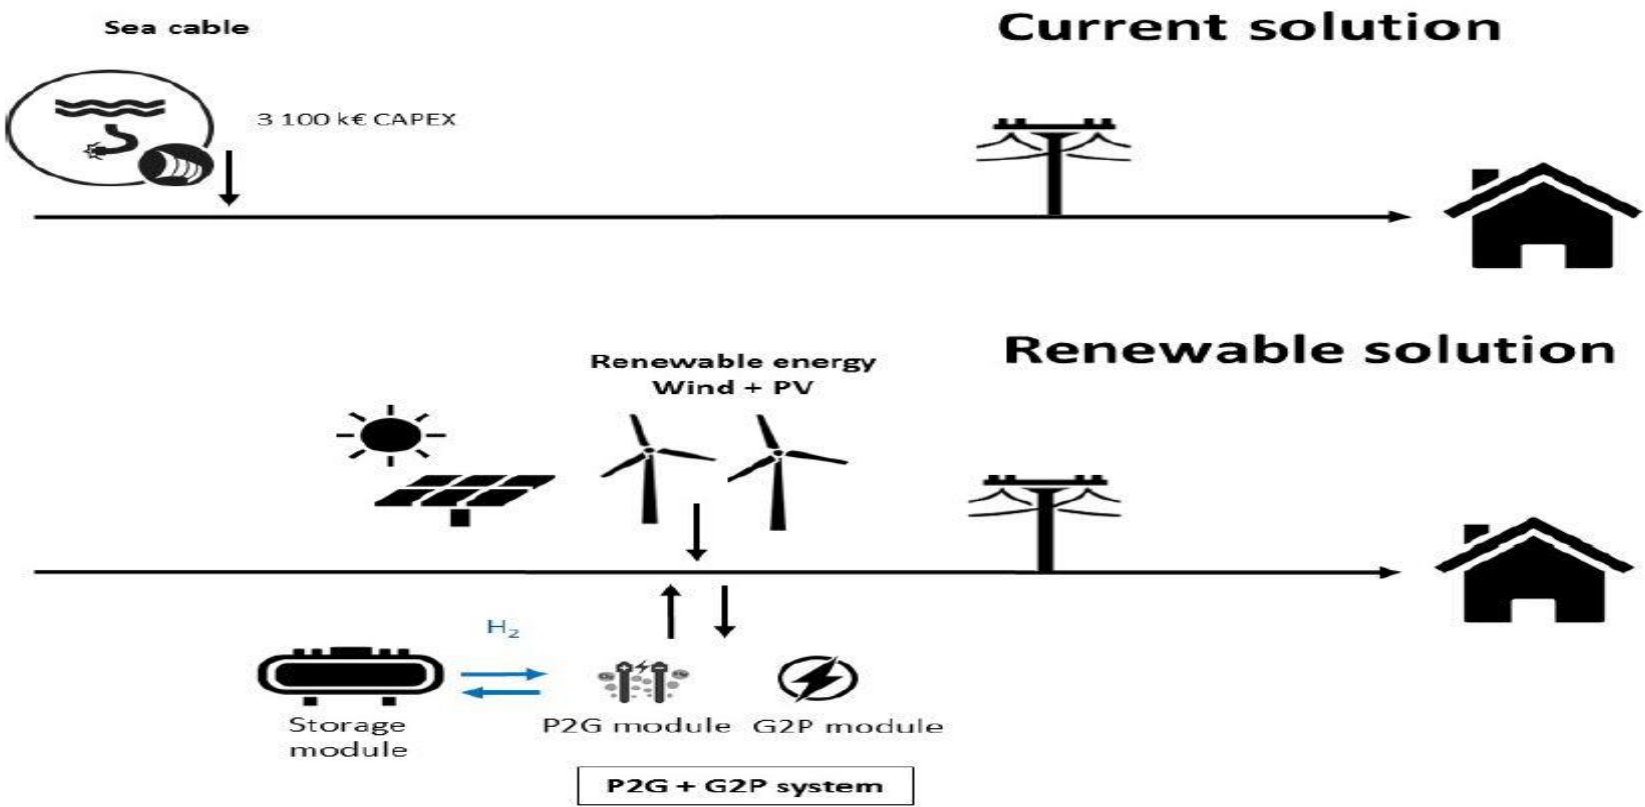 Sea cable
Current solution
3 100 k€ CAPEX
Renewable solution
Renewable energy
Wind + PV
H₂
Storage
module
P2G module
G2P module
P2G + G2P system